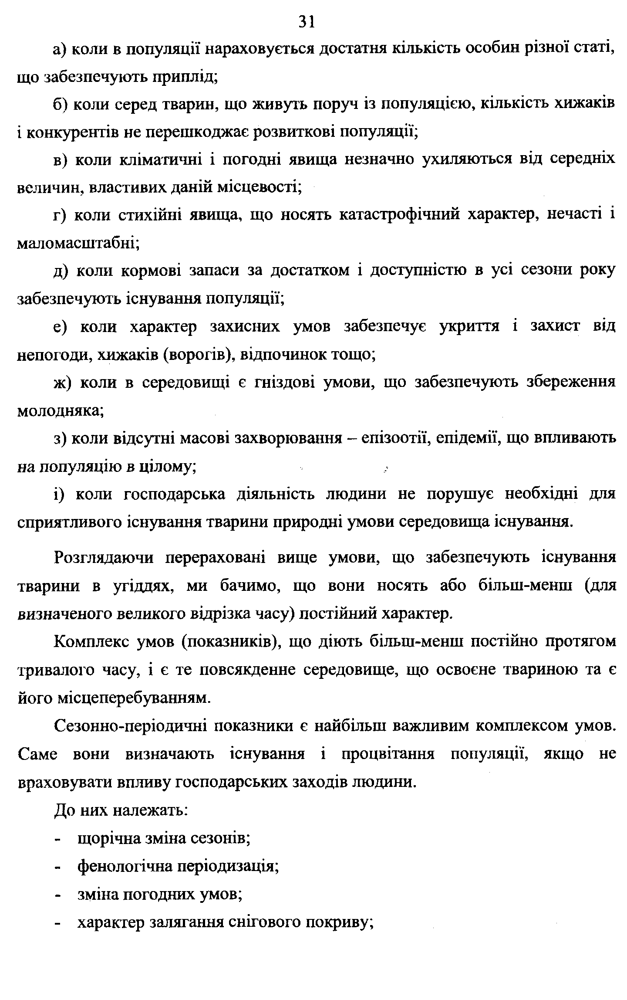 31
а) коли в популяції нараховується достатня кількість особин різної статі,
що забезпечують приплід;
б) коли серед тварин, що живуть поруч із популяцією, кількість хижаків
і конкурентів не перешкоджає розвиткові популяції;
в) коли кліматичні і погодні явища незначно ухиляються від середніх
величин, властивих даній місцевості;
г) коли стихійні явища, що носять катастрофічний характер, нечасті і
маломасштабні;
д) коли кормові запаси за достатком і доступністю в усі сезони року
забезпечують існування популяції;
е) коли характер захисних умов забезпечує укриття і захист від
непогоди, хижаків (ворогів), відпочинок тощо;
ж) коли в середовищі є гніздові умови, що забезпечують збереження
молодняка;
з) коли відсутні масові захворювання – епізоотії, епідемії, що впливають
на популяцію в цілому;
і) коли господарська діяльність людини не порушує необхідні для
сприятливого існування тварини природні умови середовища існування.
Розглядаючи перераховані вище умови, що забезпечують існування
тварини в угіддях, ми бачимо, що вони носять або більш-менш (для
визначеного великого відрізка часу) постійний характер.
Комплекс умов (показників), що діють більш-менш постійно протягом
тривалого часу, і є те повсякденне середовище, що освоєне твариною та є
його місцеперебуванням.
Сезонно-періодичні показники є найбільш важливим комплексом умов.
Саме вони визначають існування і процвітання популяції, якщо не
враховувати впливу господарських заходів людини.
До них належать:
- щорічна зміна сезонів;
- фенологічна періодизація;
- зміна погодних умов;
- характер залягання снігового покриву;